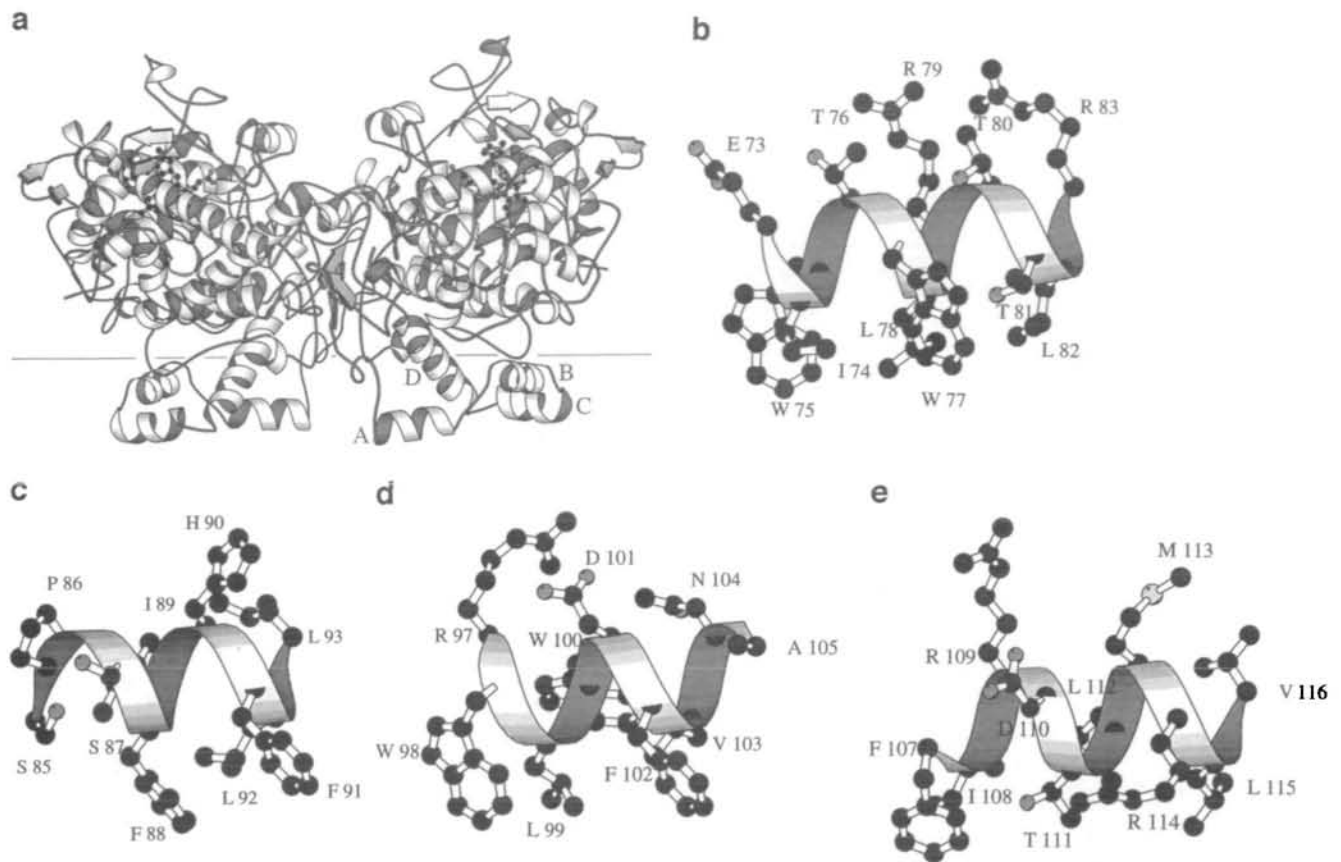 a
D
B
C
A
b
R 79
T 76
T 80
R 83
E 73
L 78
T 81
I 74
L 82
W 75
W 77
c
H 90
P 86
I 89
L 93
S 87
S 85
L 92
F 91
F 88
d
D 101
N 104
R 97
W 100
A 105
W 98
V 103
F 102
L 99
e
M 113
R 109
L 112
V 116
D 110
F 107
I 108
L 115
T 111
R 114